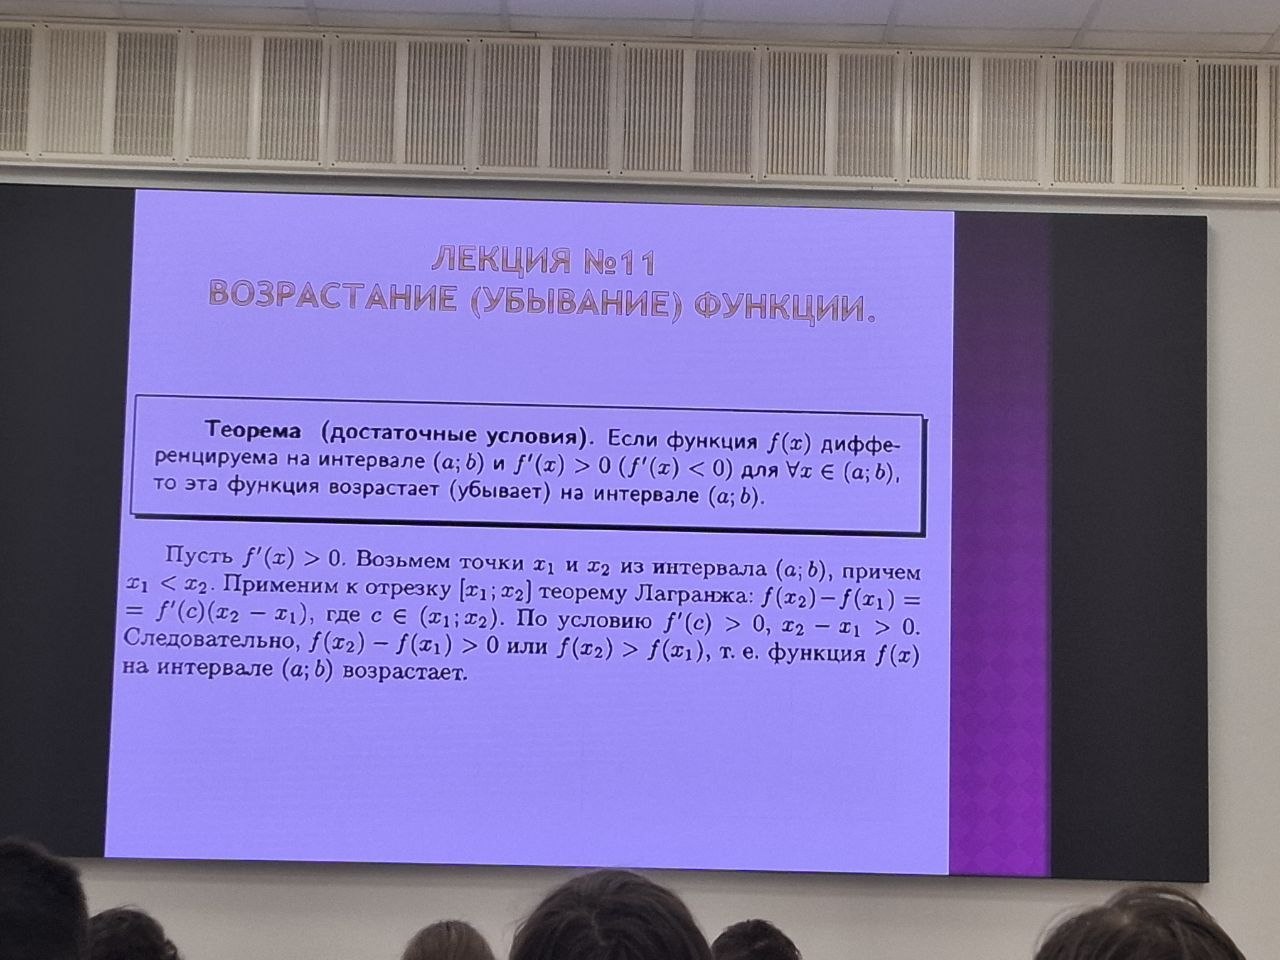 ЛЕКЦИЯ №11
ВОЗРАСТАНИЕ (УБЫВАНИЕ) ФУНКЦИИ.
Теорема (достаточные условия). Если функция f(x) диффе-
ренцируема на интервале (a; b) и f′(x) > 0 (f′(x) < 0) для ∀x ∈ (a; b),
то эта функция возрастает (убывает) на интервале (a; b).
Пусть f′(x) > 0. Возьмем точки x₁ и x₂ из интервала (a; b), причем
x₁ < x₂. Применим к отрезку [x₁; x₂] теорему Лагранжа: f(x₂)−f(x₁) =
= f′(c)(x₂ − x₁), где c ∈ (x₁; x₂). По условию f′(c) > 0, x₂ − x₁ > 0.
Следовательно, f(x₂) − f(x₁) > 0 или f(x₂) > f(x₁), т. е. функция f(x)
на интервале (a; b) возрастает.